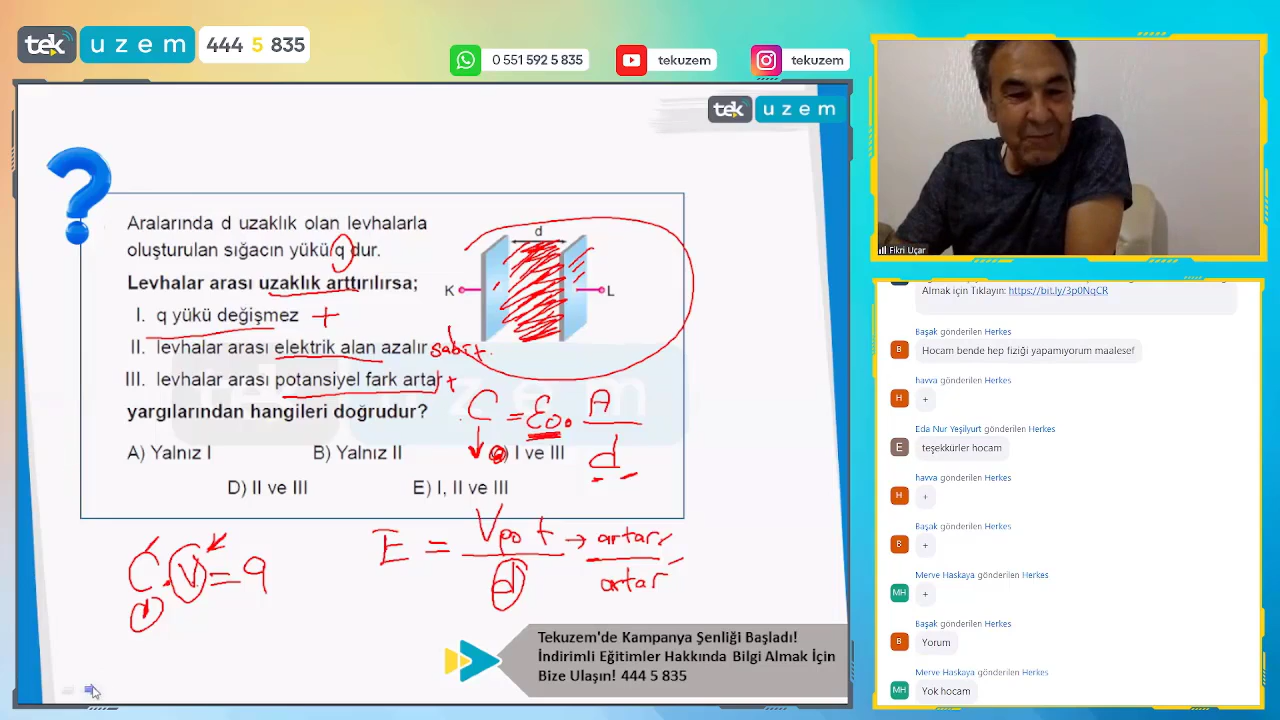 tek uzem 444 5 835
0 551 592 5 835
tekuzem
tekuzem
tek uzem
Aralarında d uzaklık olan levhalarla
oluşturulan sığacın yükü q dur.
Levhalar arası uzaklık arttırılırsa;
I. q yükü değişmez +
II. levhalar arası elektrik alan azalır sabit.
III. levhalar arası potansiyel fark artar +
yargılarından hangileri doğrudur?
A) Yalnız I
B) Yalnız II
I ve III
D) II ve III
E) I, II ve III
d
K
L
C = ε0 . A / d
C.V = q
d
E = Vpot / d → artar / artar
Tekuzem'de Kampanya Şenliği Başladı!
İndirimli Eğitimler Hakkında Bilgi Almak İçin
Bize Ulaşın! 444 5 835
Fikri Uçar
Almak için Tıklayın: https://bit.ly/3p0NqCR
Başak gönderilen Herkes
B
Hocam bende hep fiziği yapamıyorum maalesef
havva gönderilen Herkes
H
+
Eda Nur Yeşilyurt gönderilen Herkes
E
teşekkürler hocam
havva gönderilen Herkes
H
+
Başak gönderilen Herkes
B
+
Merve Haskaya gönderilen Herkes
MH
+
Başak gönderilen Herkes
B
Yorum
Merve Haskaya gönderilen Herkes
MH
Yok hocam